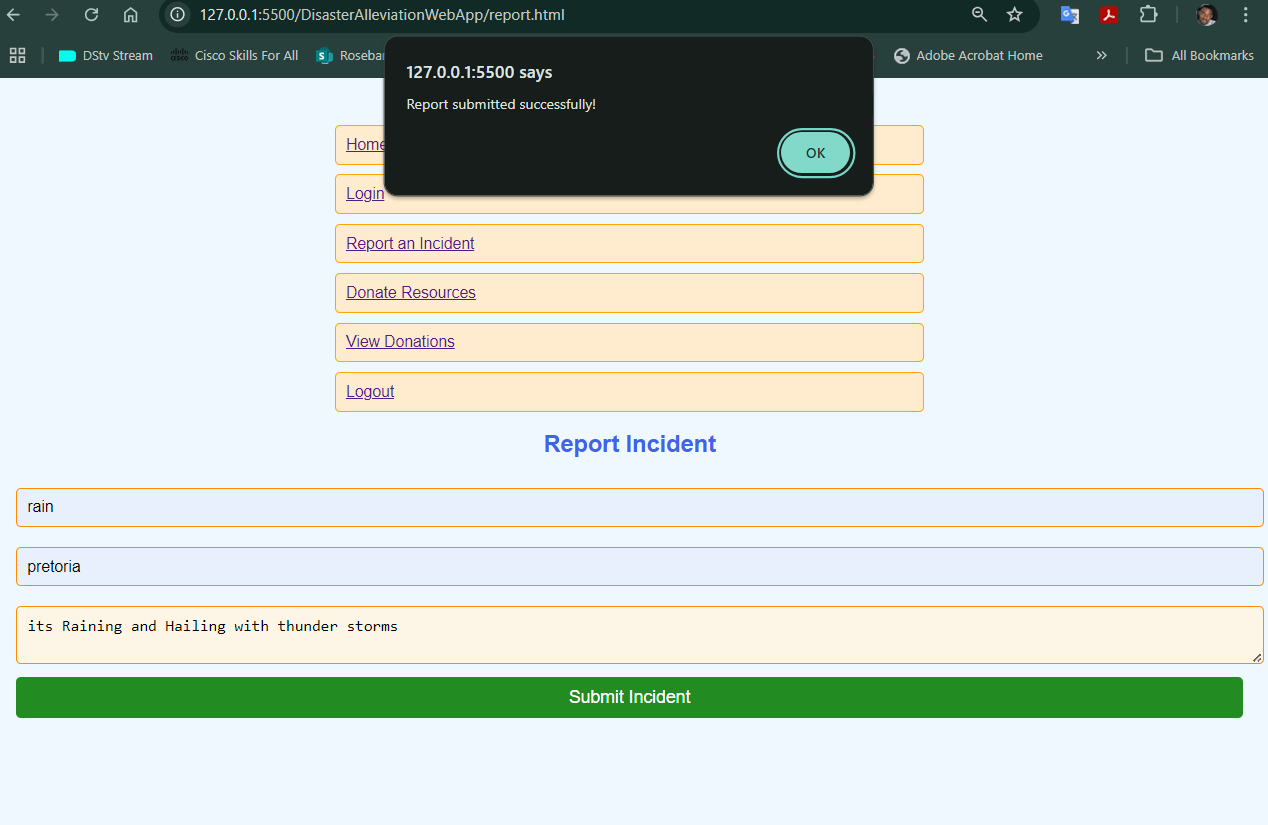 127.0.0.1:5500/DisasterAlleviationWebApp/report.html
DStv Stream
Cisco Skills For All
Adobe Acrobat Home
»
All Bookmarks
127.0.0.1:5500 says
Report submitted successfully!
OK
Home
Login
Report an Incident
Donate Resources
View Donations
Logout
Report Incident
rain
pretoria
its Raining and Hailing with thunder storms
Submit Incident